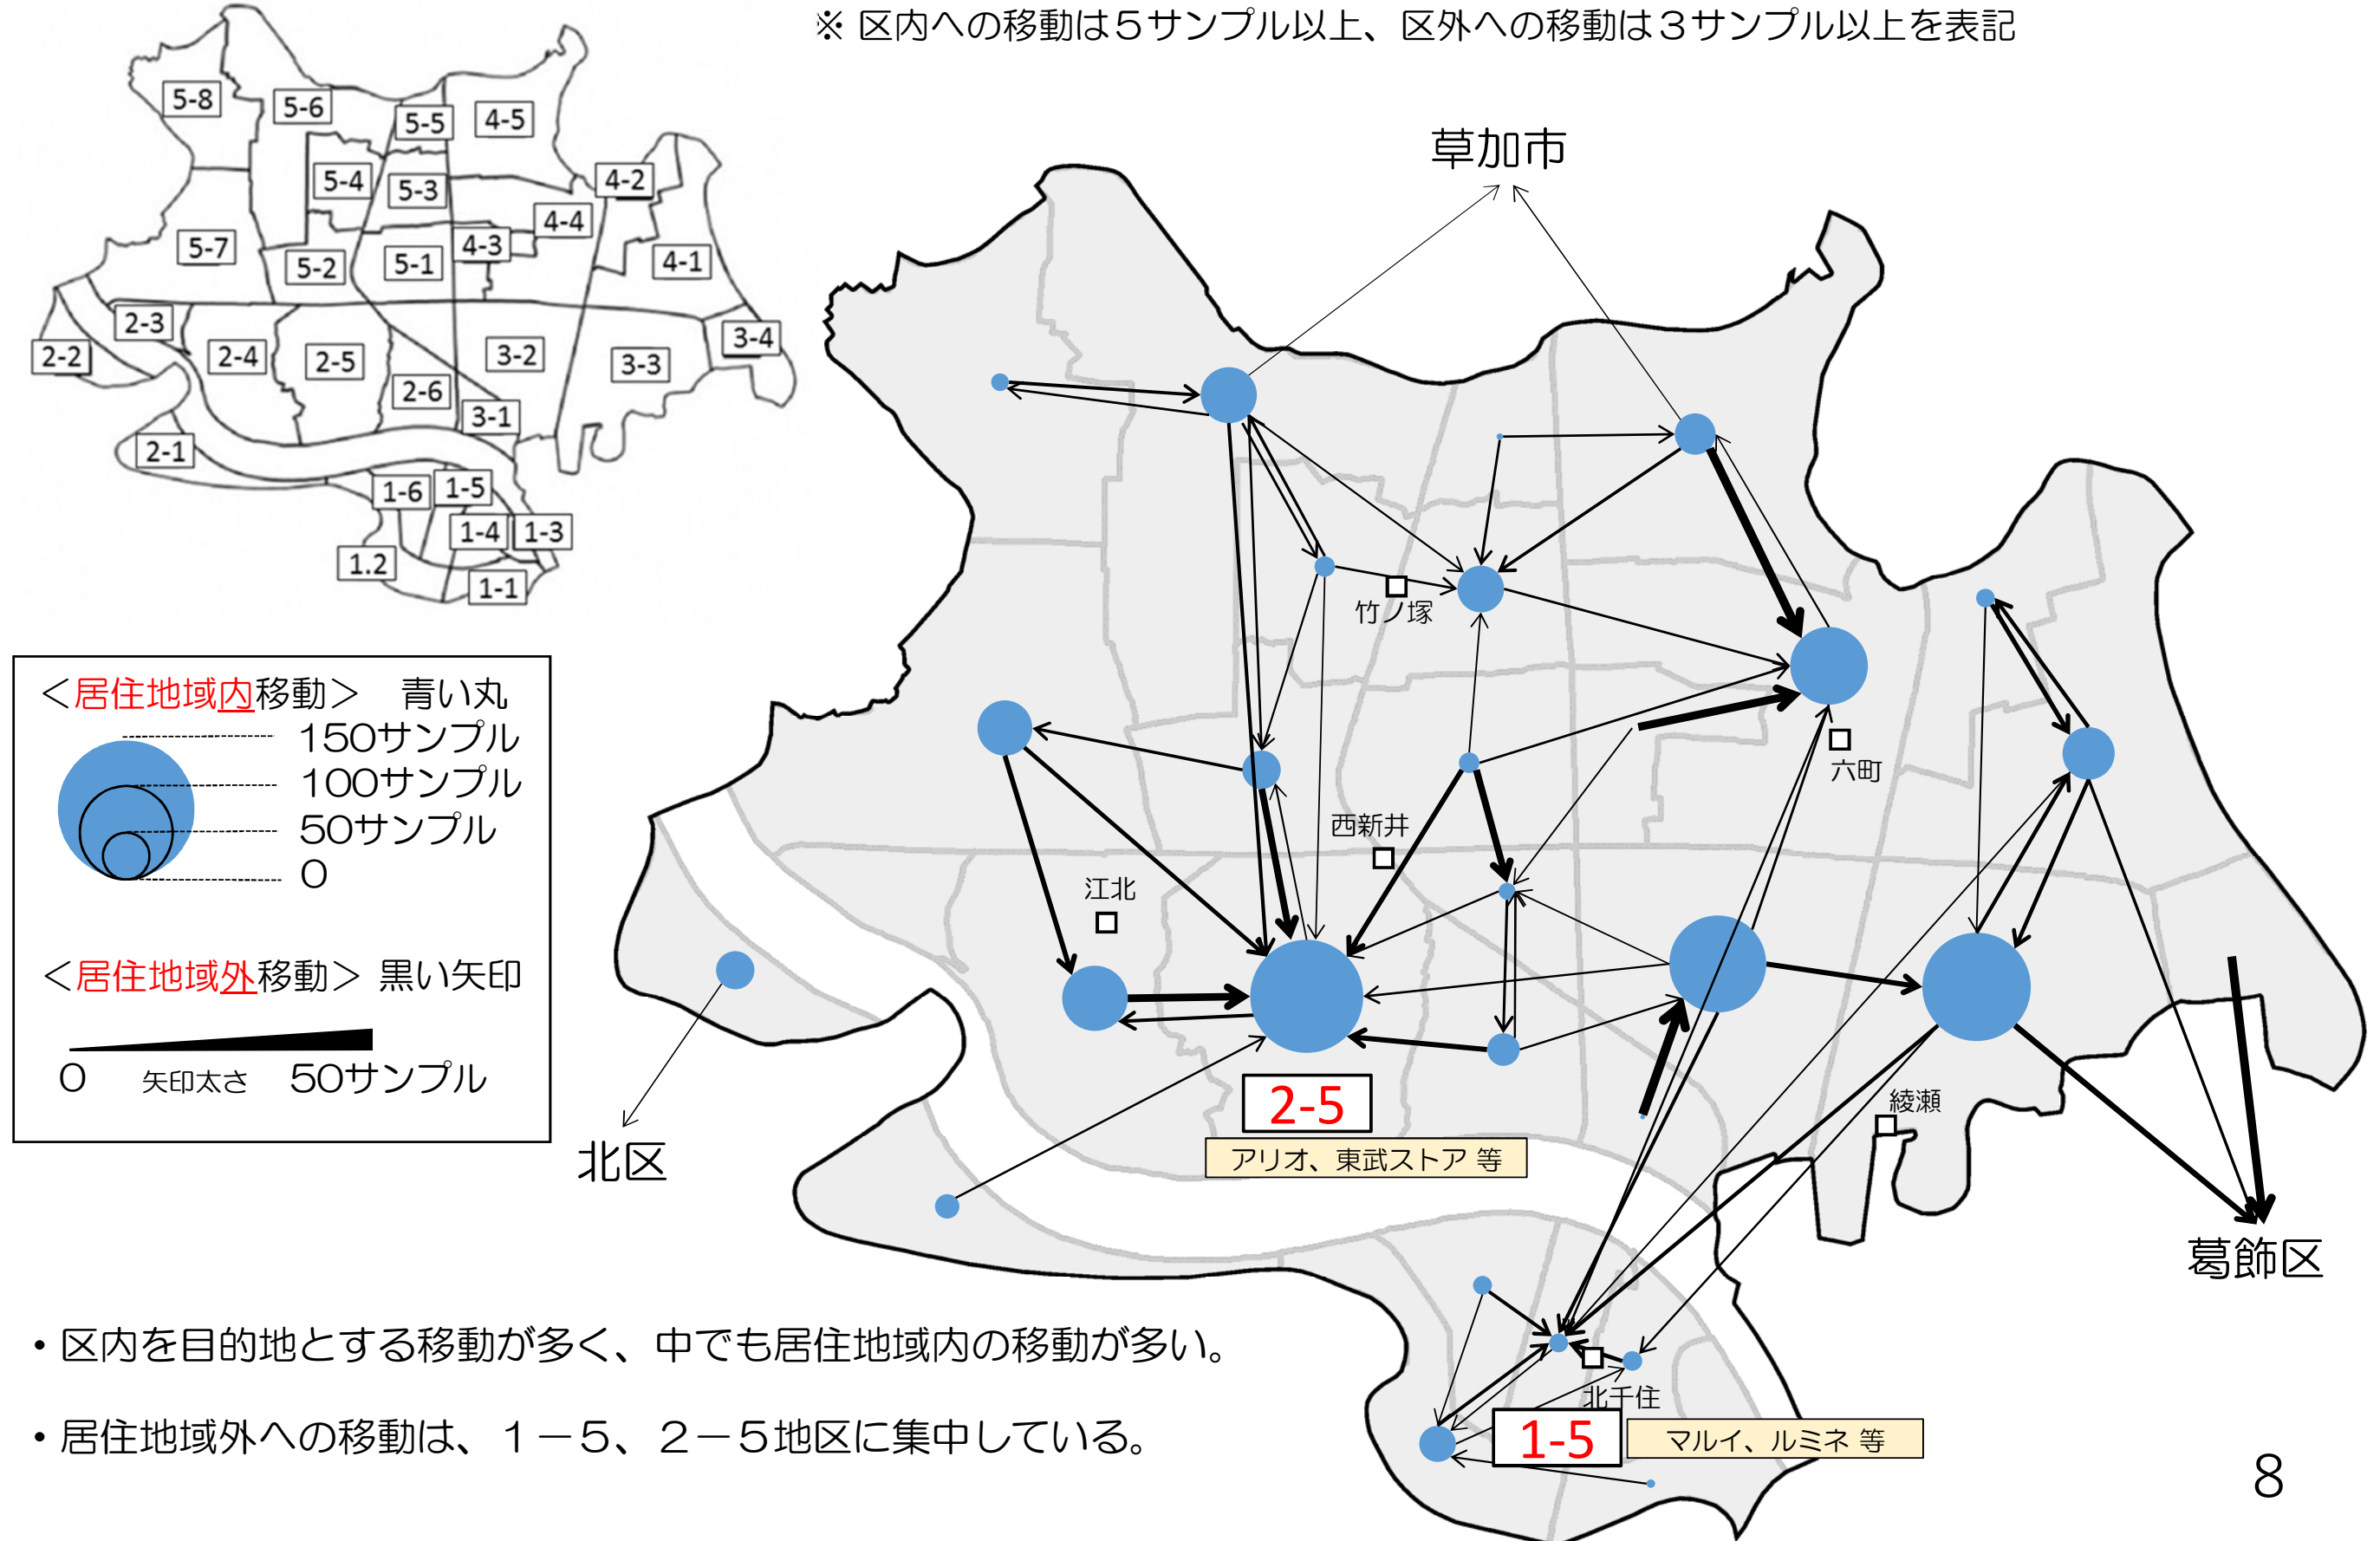 ※ 区内への移動は５サンプル以上、区外への移動は３サンプル以上を表記
5-8
5-6
5-5
4-5
5-4
5-3
4-2
4-4
5-7
5-2
5-1
4-3
4-1
2-3
2-2
2-4
2-5
3-2
3-3
3-4
2-6
3-1
2-1
1-6
1-5
1-4
1-3
1.2
1-1
草加市
竹ノ塚
六町
西新井
江北
綾瀬
北千住
北区
葛飾区
2-5
アリオ、東武ストア 等
1-5
マルイ、ルミネ 等
＜居住地域内移動＞ 青い丸
150サンプル
100サンプル
50サンプル
0
＜居住地域外移動＞ 黒い矢印
0 矢印太さ 50サンプル
・区内を目的地とする移動が多く、中でも居住地域内の移動が多い。
・居住地域外への移動は、１－５、２－５地区に集中している。
8